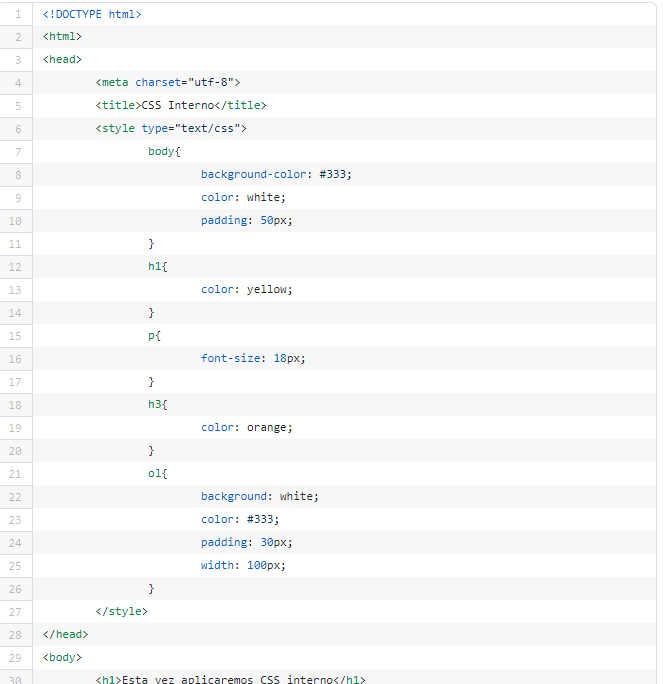 1 <!DOCTYPE html>
2 <html>
3 <head>
4 <meta charset="utf-8">
5 <title>CSS Interno</title>
6 <style type="text/css">
7 body{
8 background-color: #333;
9 color: white;
10 padding: 50px;
11 }
12 h1{
13 color: yellow;
14 }
15 p{
16 font-size: 18px;
17 }
18 h3{
19 color: orange;
20 }
21 ol{
22 background: white;
23 color: #333;
24 padding: 30px;
25 width: 100px;
26 }
27 </style>
28 </head>
29 <body>
30 <h1>Esta vez aplicaremos CSS interno</h1>